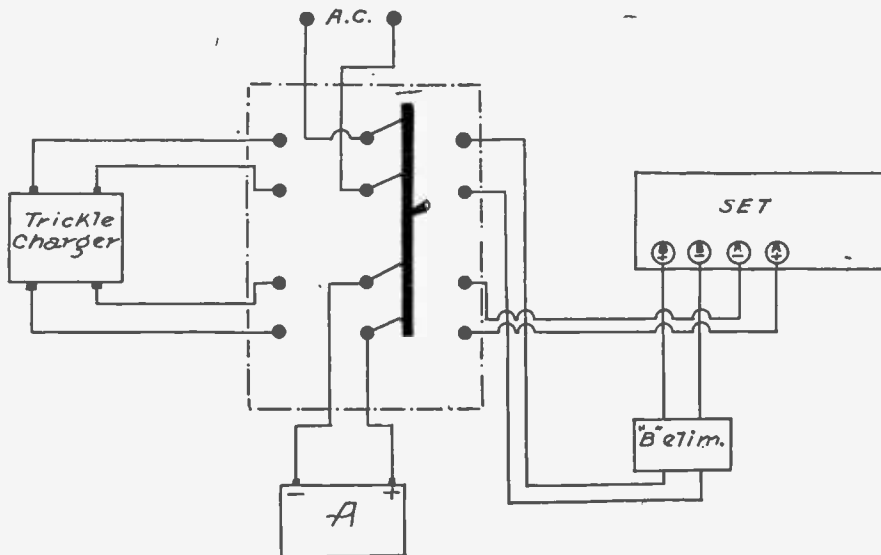 A.C.
Trickle
Charger
SET
B+
B-
A-
A+
"B" elim.
- +
A